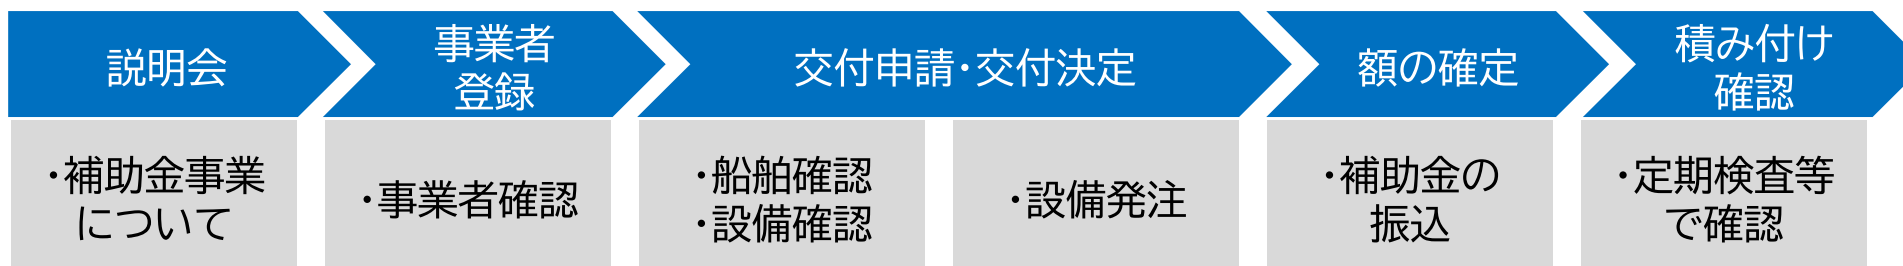 説明会
事業者
登録
交付申請･交付決定
額の確定
積み付け
確認
･補助金事業
について
･事業者確認
･船舶確認
･設備確認
･設備発注
･補助金の
振込
･定期検査等
で確認